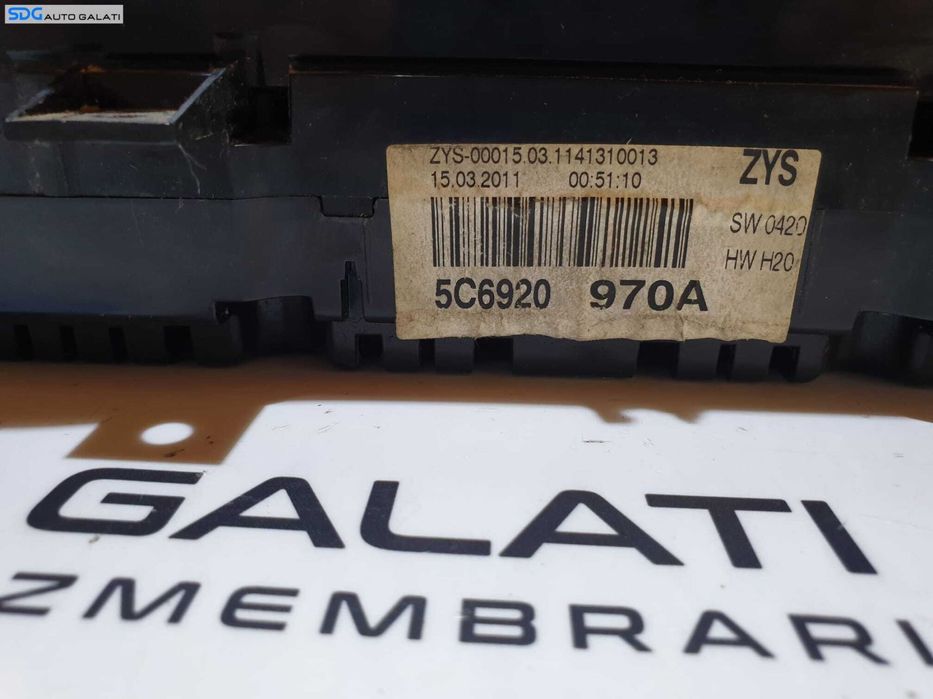 SDG AUTO GALATI
ZYS-00015.03.1141310013
15.03.2011 00:51:10
ZYS
SW 0420
HW H20
5C6920 970A
GALATI
ZMEMBRARI